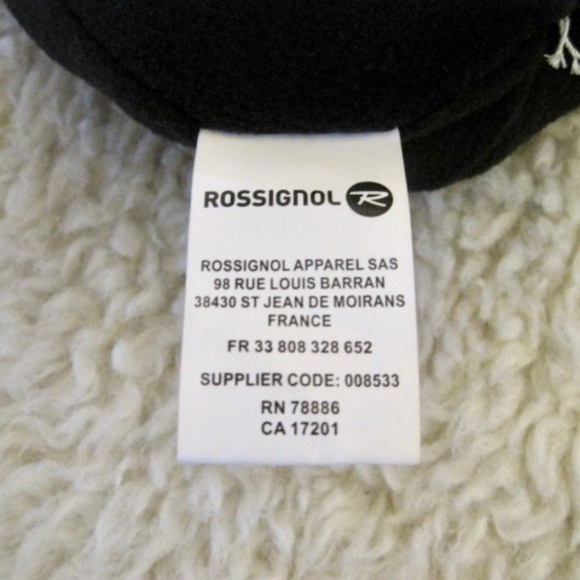 ROSSIGNOL R
ROSSIGNOL APPAREL SAS
98 RUE LOUIS BARRAN
38430 ST JEAN DE MOIRANS
FRANCE
FR 33 808 328 652
SUPPLIER CODE: 008533
RN 78886
CA 17201